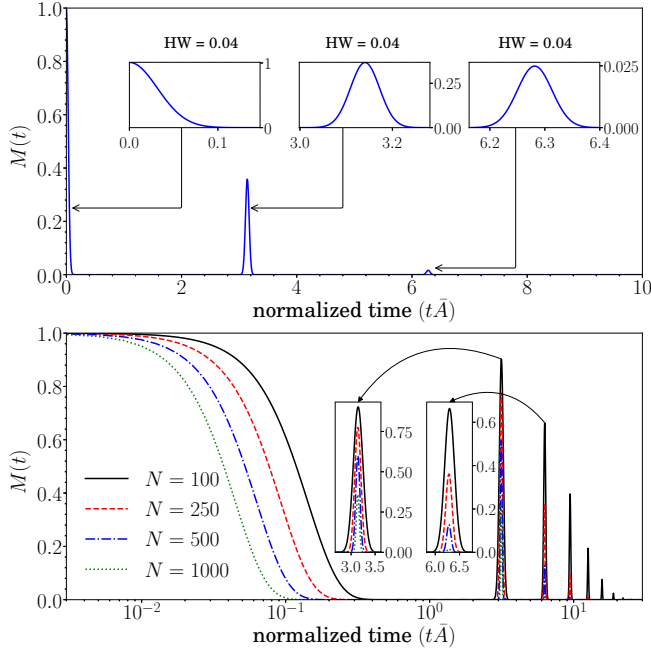 HW = 0.04 HW = 0.04 HW = 0.04
1.0
0.8
0.6
0.4
0.2
0.0
M(t)
1
0
0.0 0.1
0.25
0.00
3.0 3.2
0.025
0.000
6.2 6.3 6.4
0 2 4 6 8 10
normalized time (tĀ)
1.0
0.8
0.6
0.4
0.2
0.0
M(t)
N = 100
N = 250
N = 500
N = 1000
0.75
0.50
0.25
0.00
3.0 3.5
0.6
0.4
0.2
0.0
6.0 6.5
10⁻² 10⁻¹ 10⁰ 10¹
normalized time (tĀ)